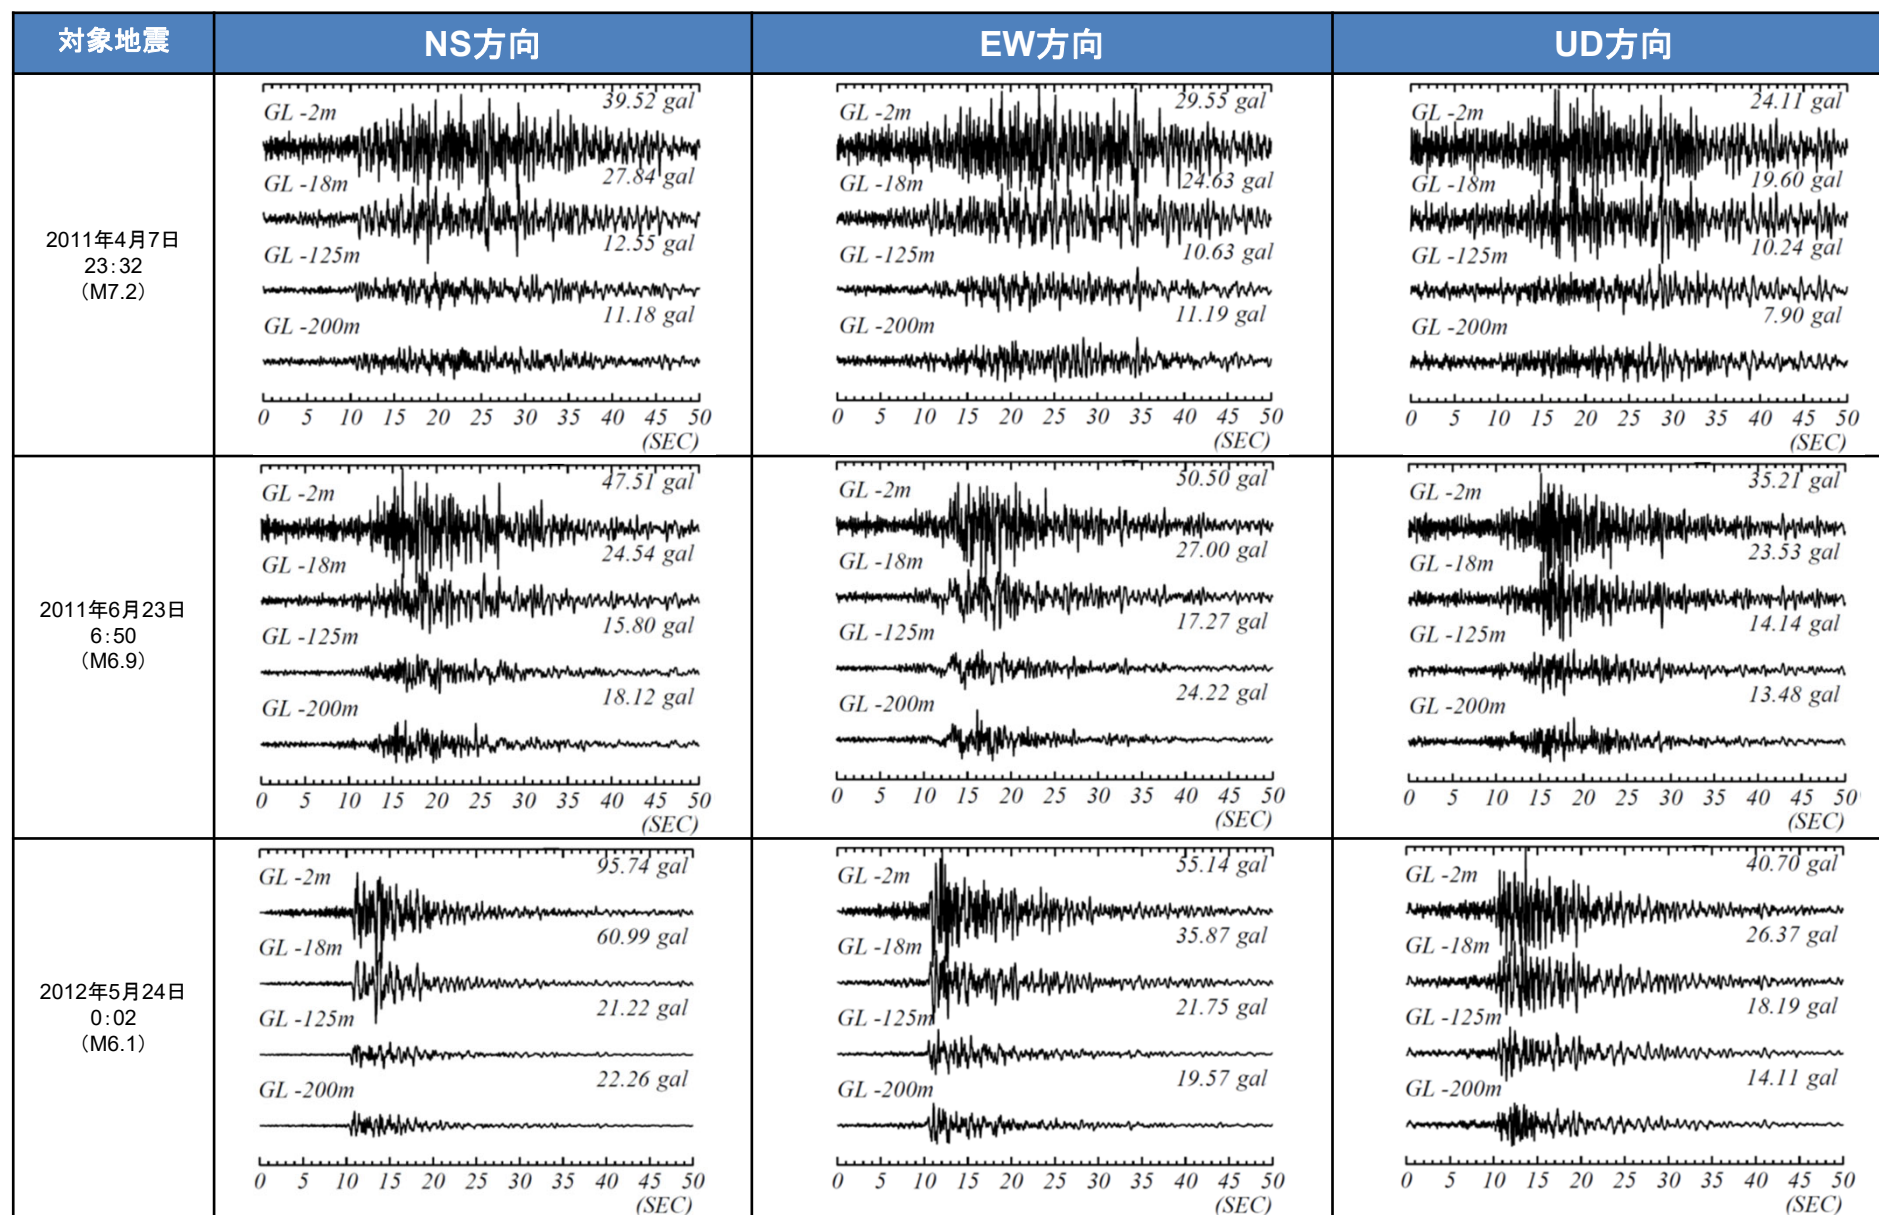 対象地震
NS方向
EW方向
UD方向
2011年4月7日
23:32
（M7.2）
GL -2m
39.52 gal
GL -18m
27.84 gal
GL -125m
12.55 gal
GL -200m
11.18 gal
0 5 10 15 20 25 30 35 40 45 50
(SEC)
GL -2m
29.55 gal
GL -18m
24.63 gal
GL -125m
10.63 gal
GL -200m
11.19 gal
0 5 10 15 20 25 30 35 40 45 50
(SEC)
GL -2m
24.11 gal
GL -18m
19.60 gal
GL -125m
10.24 gal
GL -200m
7.90 gal
0 5 10 15 20 25 30 35 40 45 50
(SEC)
2011年6月23日
6:50
（M6.9）
GL -2m
47.51 gal
GL -18m
24.54 gal
GL -125m
15.80 gal
GL -200m
18.12 gal
0 5 10 15 20 25 30 35 40 45 50
(SEC)
GL -2m
50.50 gal
GL -18m
27.00 gal
GL -125m
17.27 gal
GL -200m
24.22 gal
0 5 10 15 20 25 30 35 40 45 50
(SEC)
GL -2m
35.21 gal
GL -18m
23.53 gal
GL -125m
14.14 gal
GL -200m
13.48 gal
0 5 10 15 20 25 30 35 40 45 50
(SEC)
2012年5月24日
0:02
（M6.1）
GL -2m
95.74 gal
GL -18m
60.99 gal
GL -125m
21.22 gal
GL -200m
22.26 gal
0 5 10 15 20 25 30 35 40 45 50
(SEC)
GL -2m
55.14 gal
GL -18m
35.87 gal
GL -125m
21.75 gal
GL -200m
19.57 gal
0 5 10 15 20 25 30 35 40 45 50
(SEC)
GL -2m
40.70 gal
GL -18m
26.37 gal
GL -125m
18.19 gal
GL -200m
14.11 gal
0 5 10 15 20 25 30 35 40 45 50
(SEC)